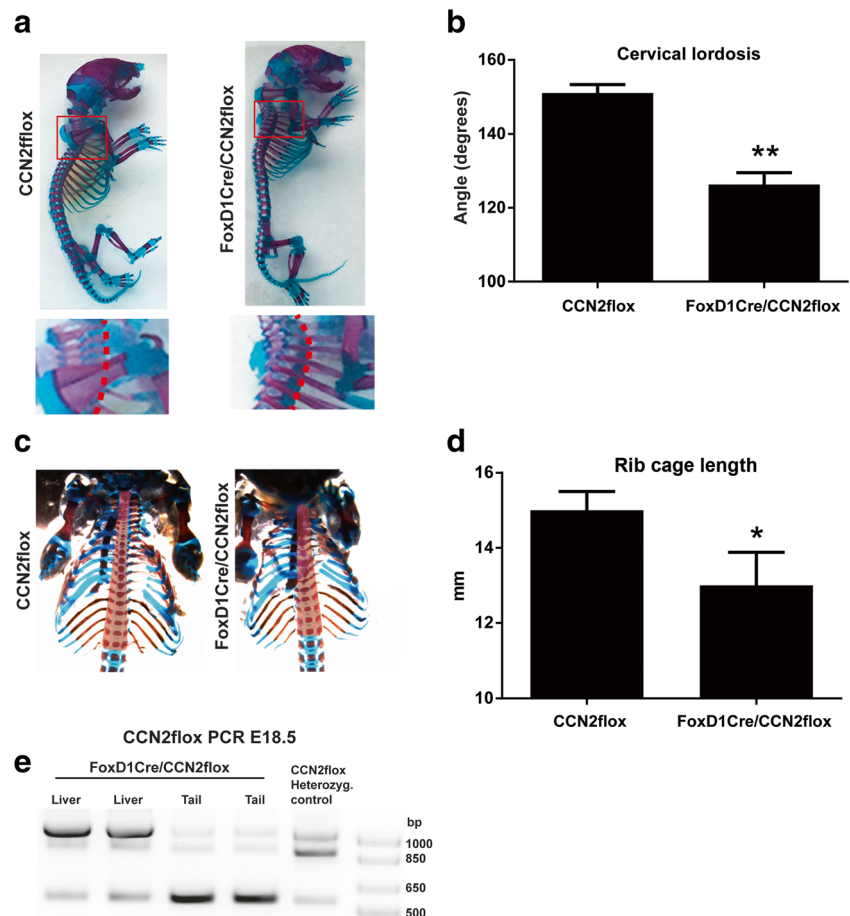 a
CCN2fflox
FoxD1Cre/CCN2flox
b
Cervical lordosis
Angle (degrees)
160
140
120
100
**
CCN2flox
FoxD1Cre/CCN2flox
c
CCN2flox
FoxD1Cre/CCN2flox
d
Rib cage length
mm
16
14
12
10
*
CCN2flox
FoxD1Cre/CCN2flox
CCN2flox PCR E18.5
e
FoxD1Cre/CCN2flox
Liver
Liver
Tail
Tail
CCN2flox
Heterozyg.
control
bp
1000
850
650
500